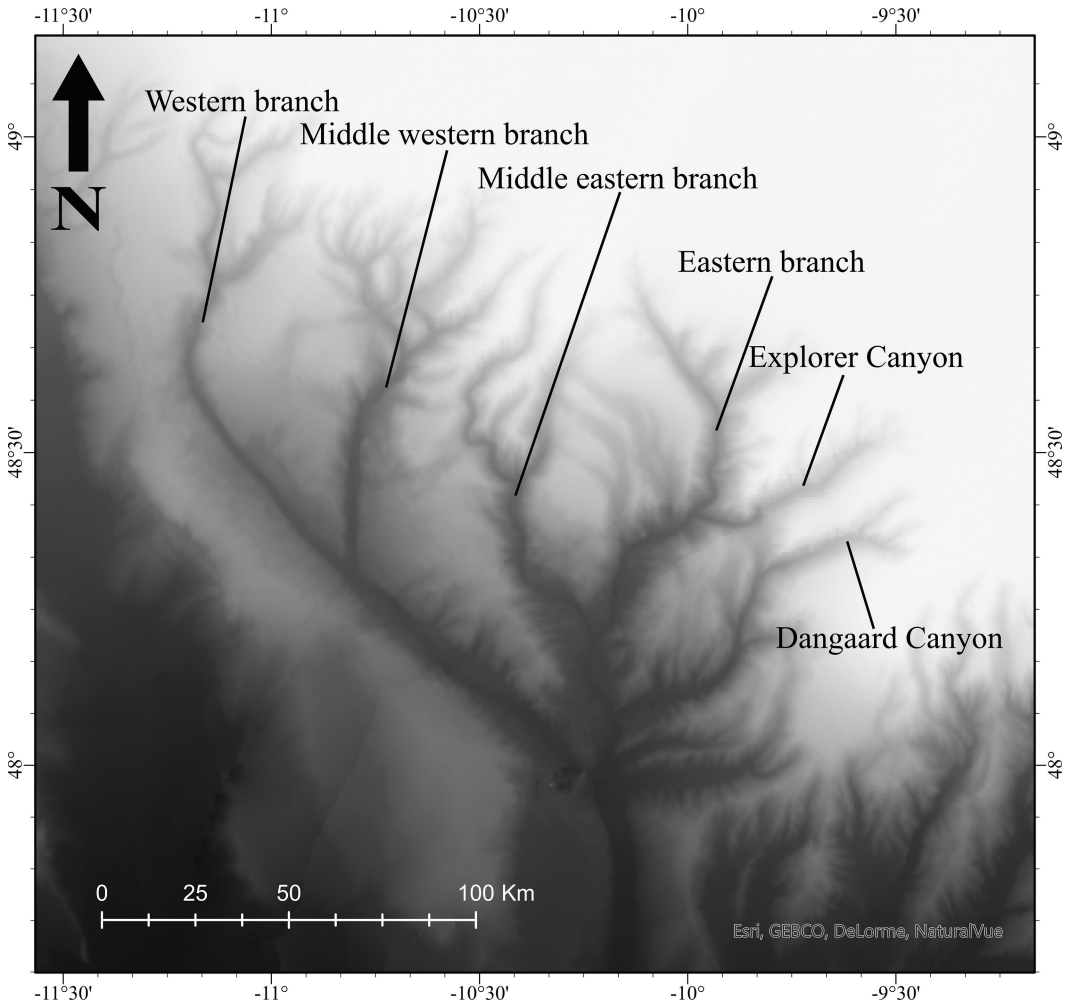 -11°30' -11° -10°30' -10° -9°30'
Western branch
49° 49°
Middle western branch
N
Middle eastern branch
Eastern branch
Explorer Canyon
48°30' 48°30'
Dangaard Canyon
48° 48°
0 25 50 100 Km
Esri, GEBCO, DeLorme, NaturalVue
-11°30' -11° -10°30' -10° -9°30'